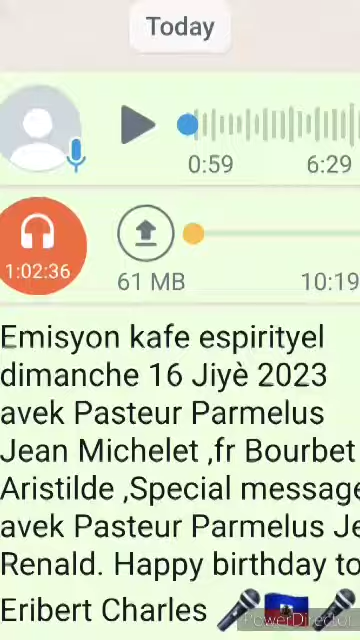 Today
0:59 6:29
1:02:36
61 MB 10:19
Emisyon kafe espirityel
dimanche 16 Jiyè 2023
avek Pasteur Parmelus
Jean Michelet ,fr Bourbet
Aristilde ,Special message
avek Pasteur Parmelus Je
Renald. Happy birthday to
Eribert Charles 🎤🇭🇹🎤
PowerDirector